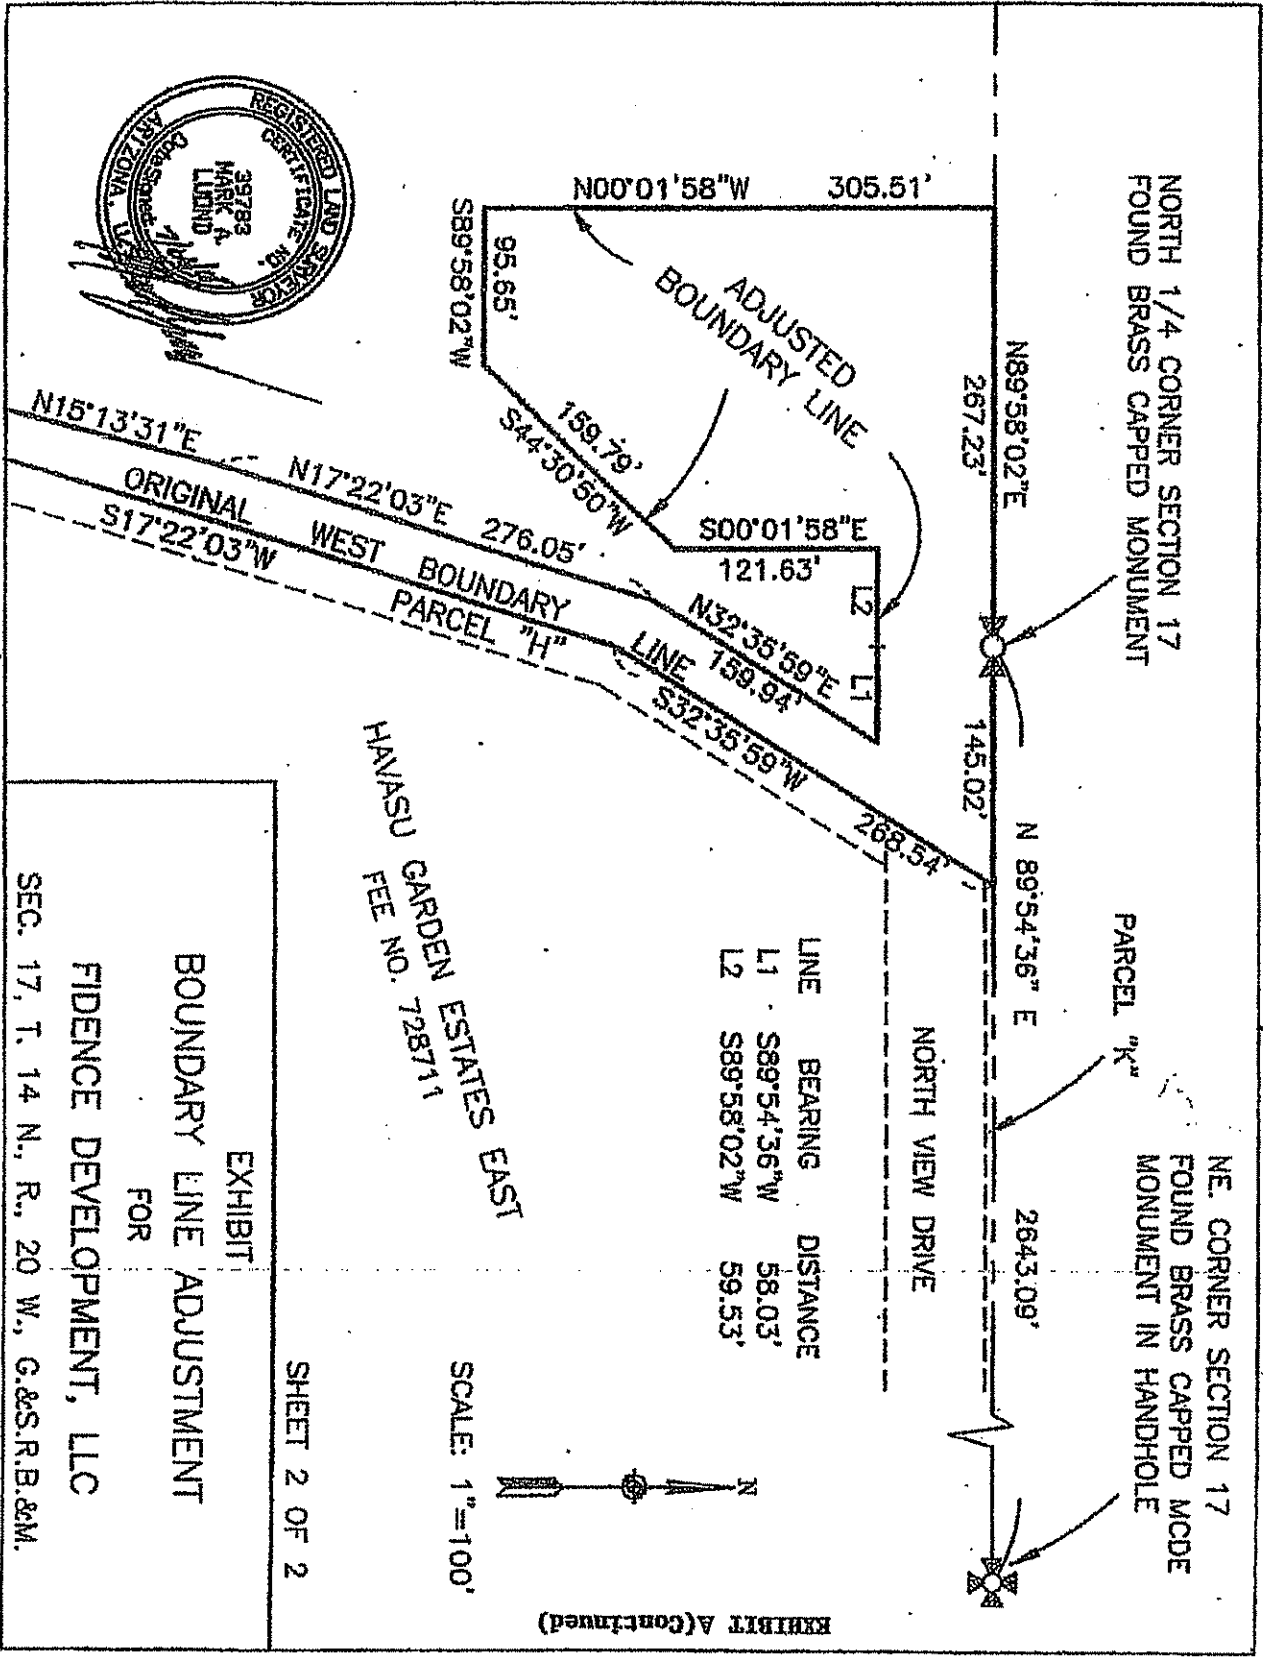 EXHIBIT A(Continued)
NORTH 1/4 CORNER SECTION 17
FOUND BRASS CAPPED MONUMENT
NE. CORNER SECTION 17
FOUND BRASS CAPPED MCDE
MONUMENT IN HANDHOLE
PARCEL "K"
N89°58'02"E
267.23'
145.02'
N 89°54'36" E
2643.09'
NORTH VIEW DRIVE
N00°01'58"W 305.51'
ADJUSTED
BOUNDARY LINE
L2
L1
S00°01'58"E
121.63'
95.65'
S89°58'02"W
159.79'
S44°30'50"W
N32°35'59"E
159.94'
S32°35'59"W
268.54'
N15°13'31"E
N17°22'03"E 276.05'
ORIGINAL WEST BOUNDARY LINE
S17°22'03"W
PARCEL "H"
LINE BEARING DISTANCE
L1 S89°54'36"W 58.03'
L2 S89°58'02"W 59.53'
HAVASU GARDEN ESTATES EAST
FEE NO. 728711
N
SCALE: 1"=100'
REGISTERED LAND SURVEYOR
CERTIFICATE NO.
39783
MARK A.
Date Signed
ARIZONA, U.S.A.
SHEET 2 OF 2
EXHIBIT
BOUNDARY LINE ADJUSTMENT
FOR
FIDENCE DEVELOPMENT, LLC
SEC. 17, T. 14 N., R., 20 W., G.&S.R.B.&M.